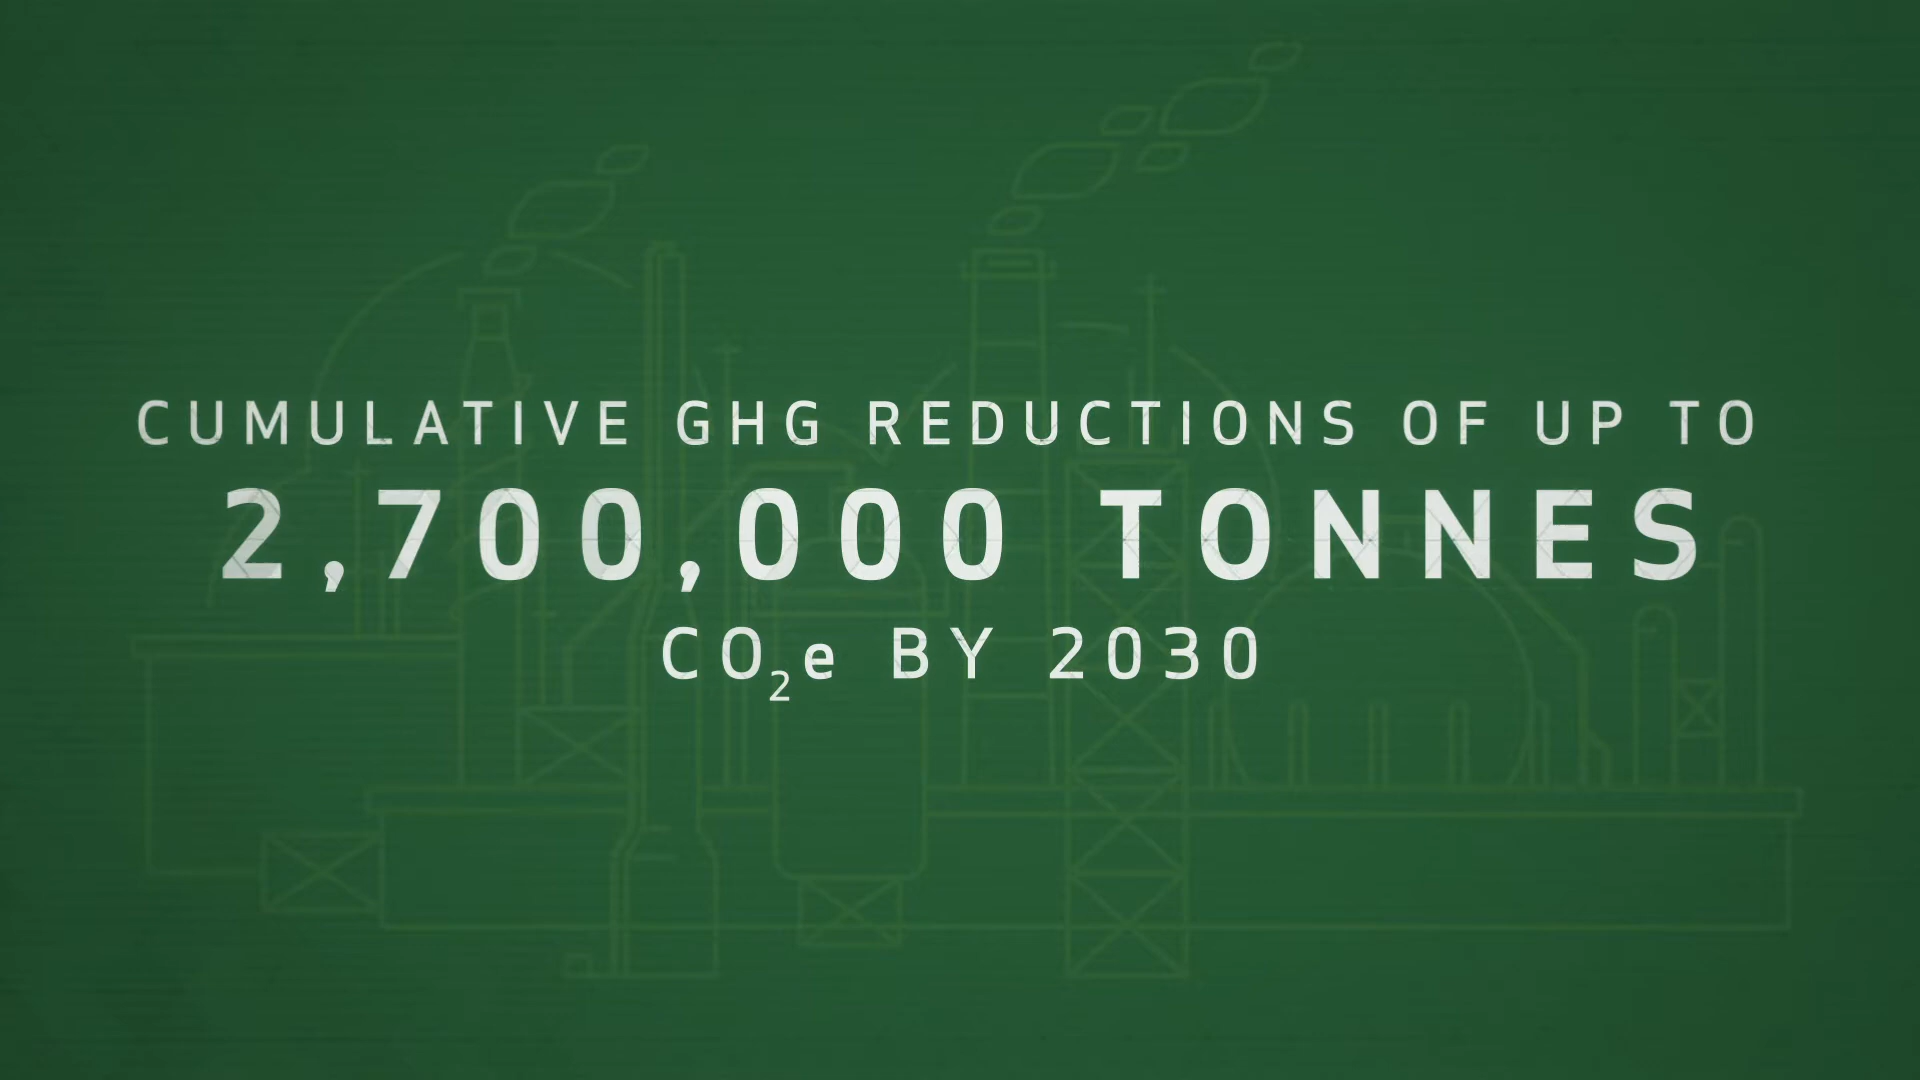 CUMULATIVE GHG REDUCTIONS OF UP TO
2,700,000 TONNES
CO₂e BY 2030